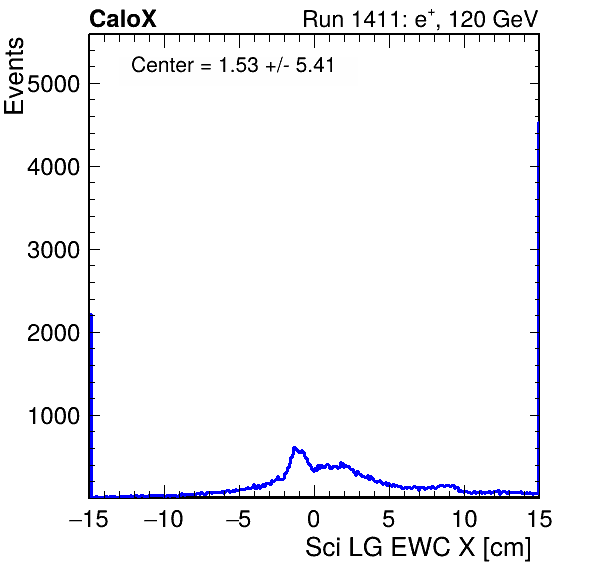 CaloX Run 1411: e+, 120 GeV
Center = 1.53 +/- 5.41
Events
5000
4000
3000
2000
1000
−15 −10 −5 0 5 10 15
Sci LG EWC X [cm]